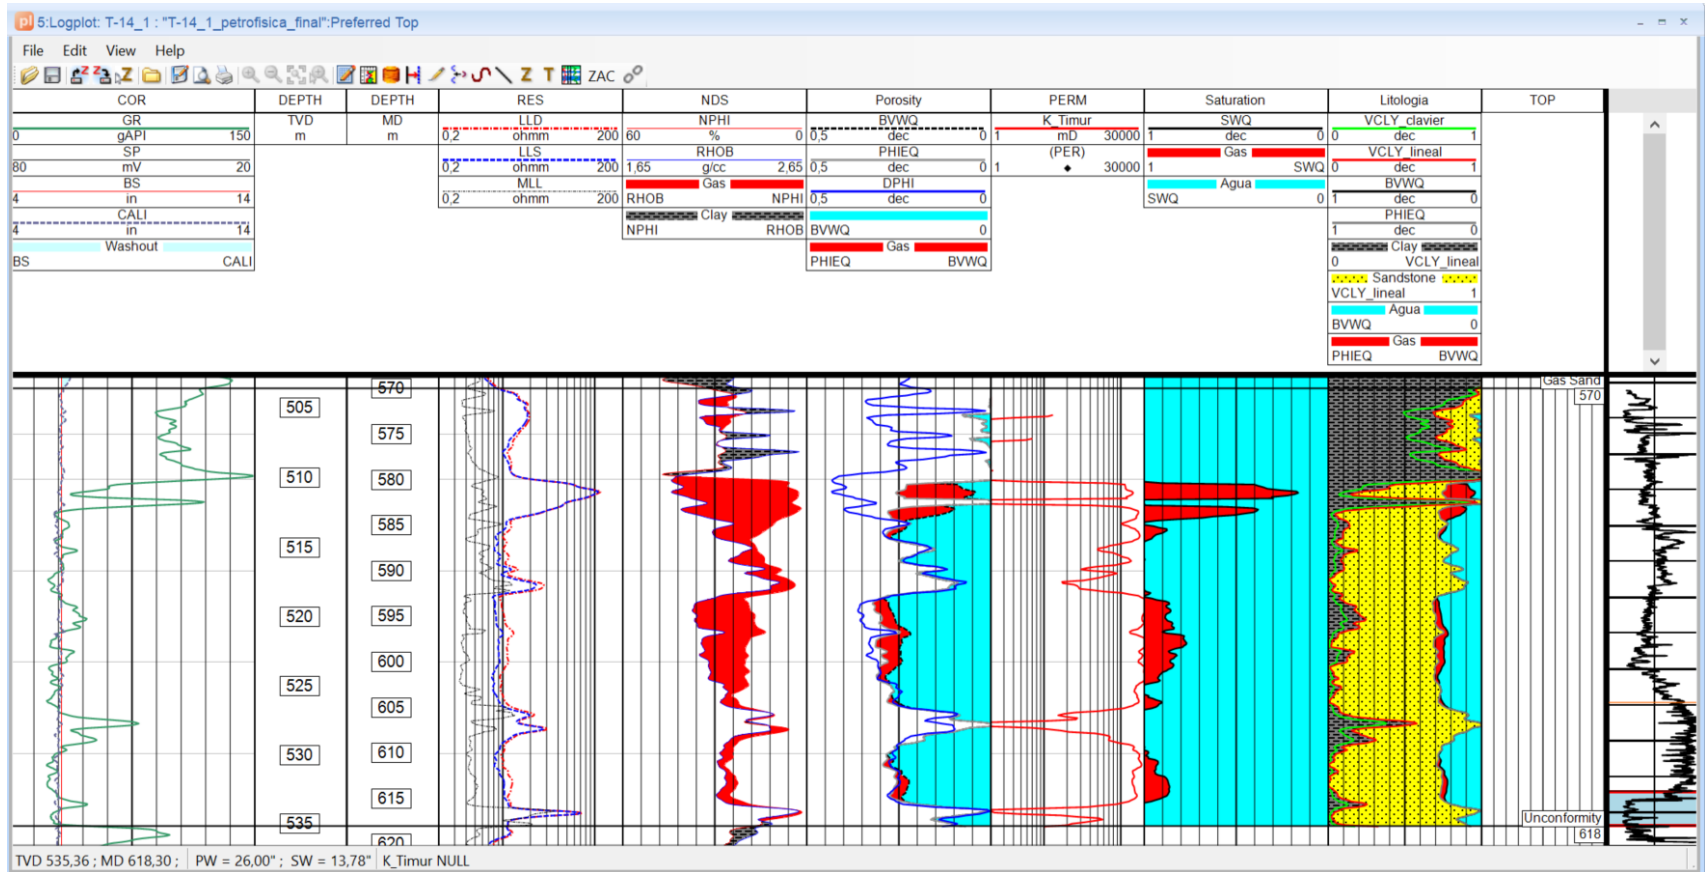 5:Logplot: T-14_1 : "T-14_1_petrofisica_final":Preferred Top
File Edit View Help
ZAC
COR DEPTH DEPTH RES NDS Porosity PERM Saturation Litologia TOP
GR TVD MD LLD NPHI BVWQ K_Timur SWQ VCLY_clavier
0 gAPI 150 m m 0,2 ohmm 200 60 % 0 0,5 dec 0 1 mD 30000 1 dec 0 0 dec 1
SP LLS RHOB PHIEQ (PER) Gas VCLY_lineal
80 mV 20 0,2 ohmm 200 1,65 g/cc 2,65 0,5 dec 0 1 30000 1 SWQ 0 dec 1
BS MLL Gas DPHI Agua BVWQ
4 in 14 0,2 ohmm 200 RHOB NPHI 0,5 dec 0 SWQ 0 1 dec 0
CALI Clay PHIEQ
4 in 14 NPHI RHOB BVWQ 0 1 dec 0
Washout Gas Clay
BS CALI PHIEQ BVWQ 0 VCLY_lineal
Sandstone
VCLY_lineal 1
Agua
BVWQ 0
Gas
PHIEQ BVWQ
570 Gas Sand
505 570
575
510 580
585
515 590
520 595
600
525 605
530 610
615
535 Unconformity
620 618
TVD 535,36 ; MD 618,30 ; PW = 26,00" ; SW = 13,78" K_Timur NULL